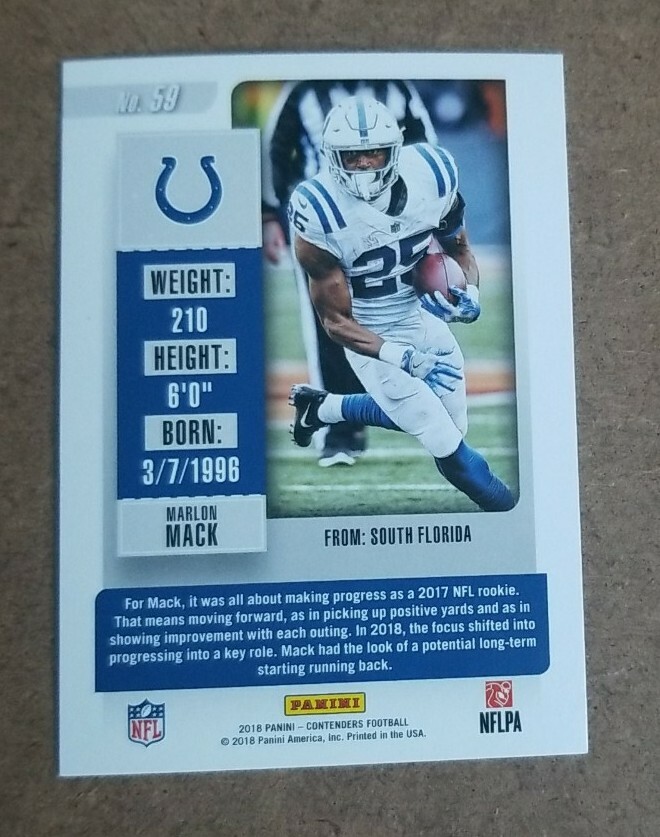 No. 59
WEIGHT:
210
HEIGHT:
6'0"
BORN:
3/7/1996
MARLON
MACK
25
25
FROM: SOUTH FLORIDA
For Mack, it was all about making progress as a 2017 NFL rookie.
That means moving forward, as in picking up positive yards and as in
showing improvement with each outing. In 2018, the focus shifted into
progressing into a key role. Mack had the look of a potential long-term
starting running back.
NFL
PANINI
2018 PANINI – CONTENDERS FOOTBALL
© 2018 Panini America, Inc. Printed in the USA.
NFLPA